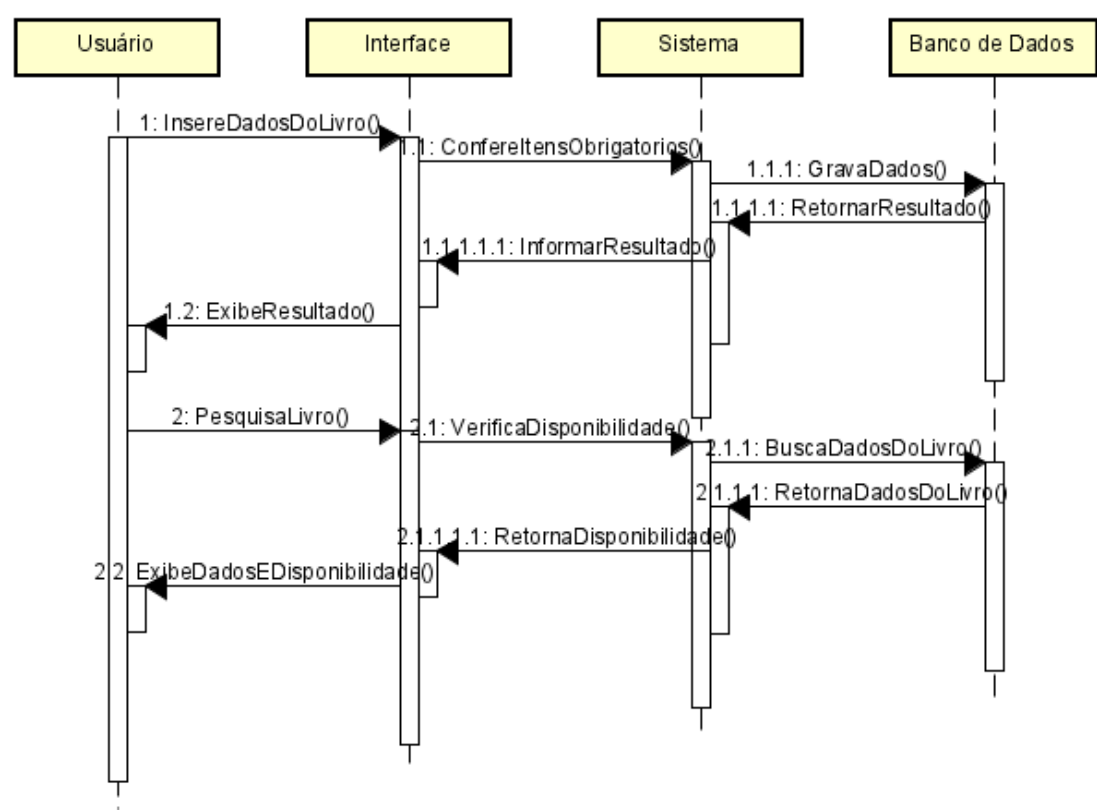 Usuário
Interface
Sistema
Banco de Dados
1: InsereDadosDoLivro()
1.1: ConfereItensObrigatorios()
1.1.1: GravaDados()
1.1.1.1: RetornarResultado()
1.1.1.1.1: InformarResultado()
1.2: ExibeResultado()
2: PesquisaLivro()
2.1: VerificaDisponibilidade()
2.1.1: BuscaDadosDoLivro()
2.1.1.1: RetornaDadosDoLivro()
2.1.1.1.1: RetornaDisponibilidade()
2.2: ExibeDadosEDisponibilidade()